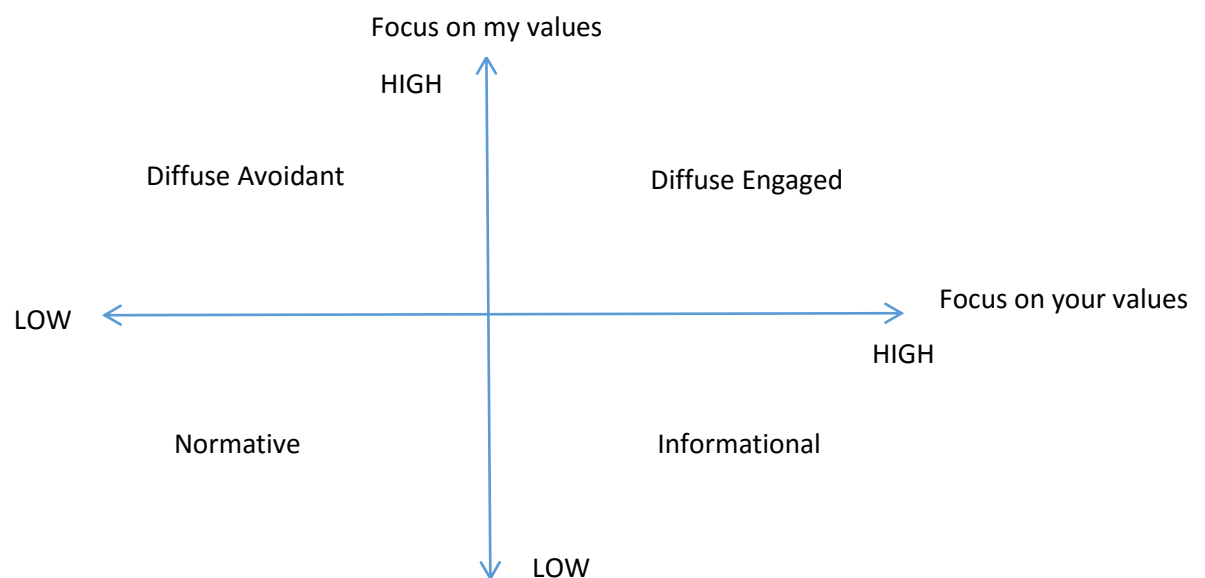 Focus on my values
HIGH
Diffuse Avoidant
Diffuse Engaged
LOW
Focus on your values
HIGH
Normative
Informational
LOW